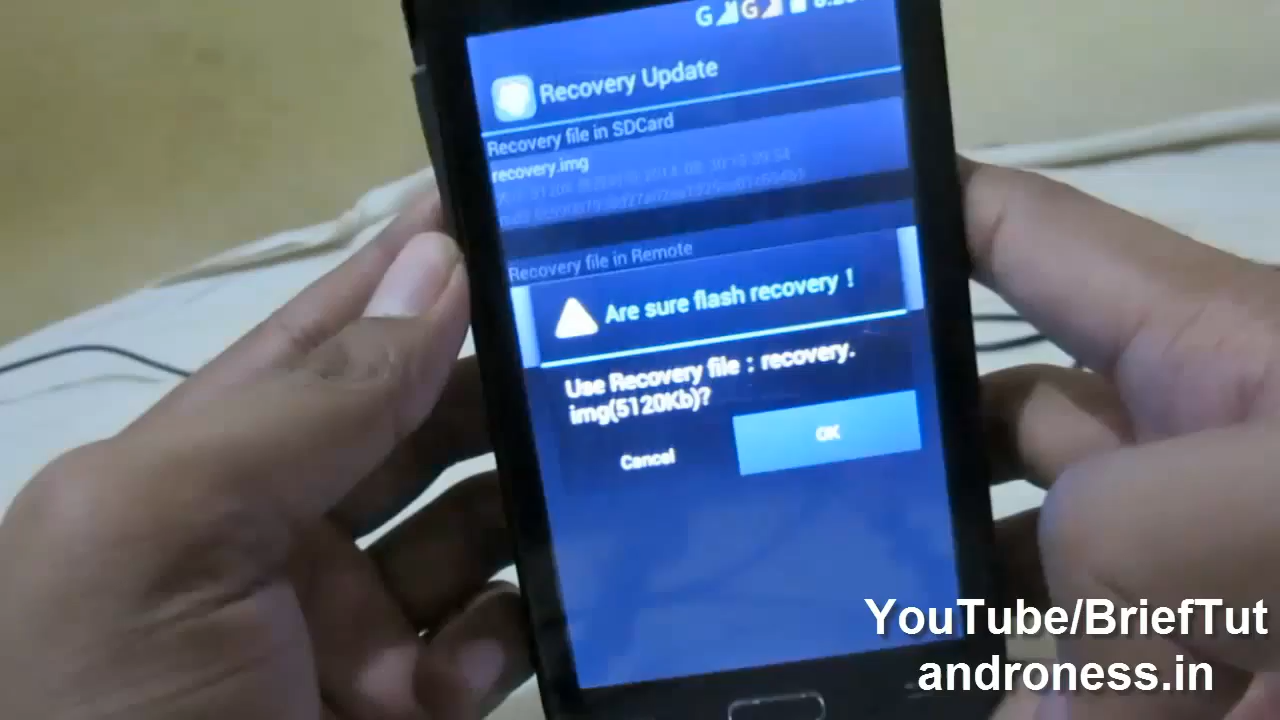 G G
Recovery Update
Recovery file in SDCard
recovery.img
Recovery file in Remote
Are sure flash recovery !
Use Recovery file : recovery.
img(5120Kb)?
Cancel
OK
YouTube/BriefTut
androness.in